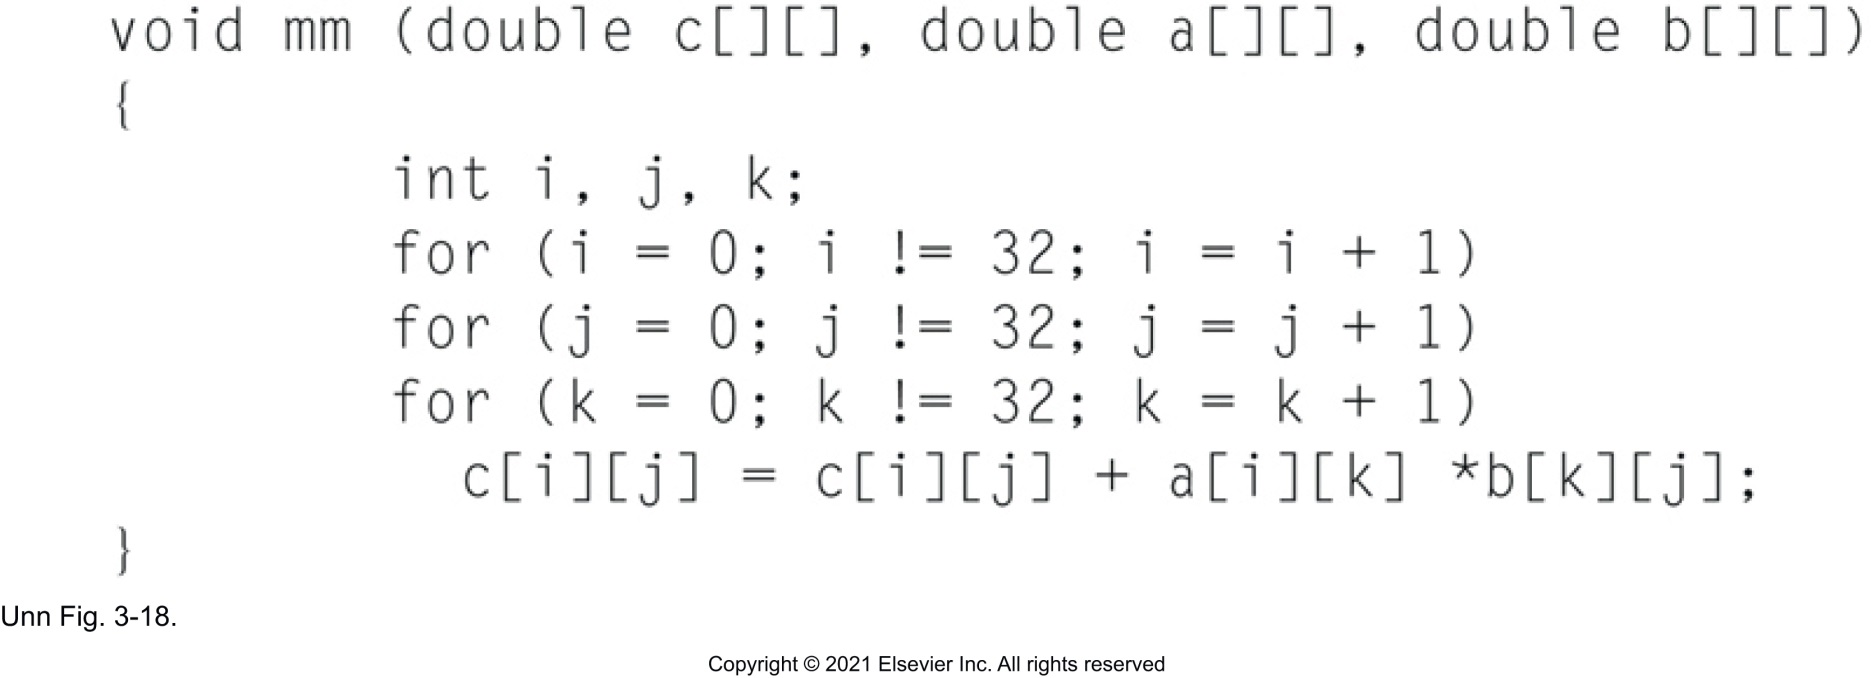 void mm (double c[][], double a[][], double b[][])
{
int i, j, k;
for (i = 0; i != 32; i = i + 1)
for (j = 0; j != 32; j = j + 1)
for (k = 0; k != 32; k = k + 1)
c[i][j] = c[i][j] + a[i][k] *b[k][j];
}
Unn Fig. 3-18.
Copyright © 2021 Elsevier Inc. All rights reserved